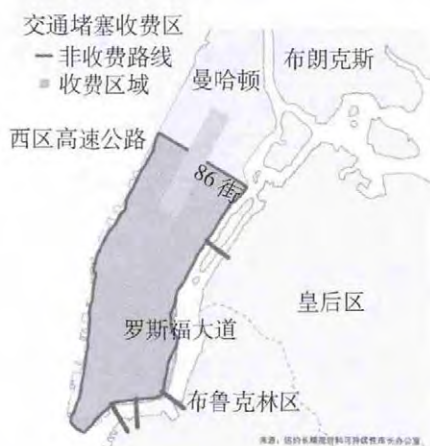 交通堵塞收费区
非收费路线
收费区域
曼哈顿
布朗克斯
西区高速公路
86街
皇后区
罗斯福大道
布鲁克林区